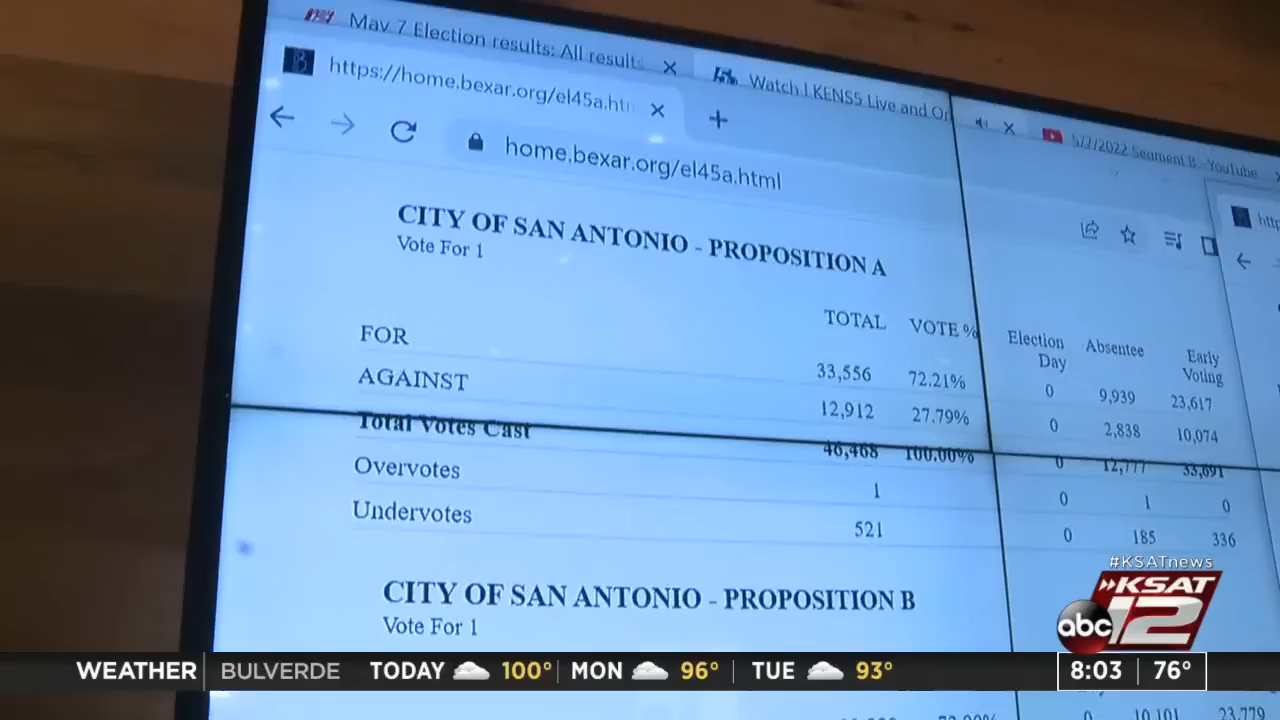 May 7 Election results: All results
Watch | KENS5 Live and On
5/7/2022 Segment B - YouTube
https://home.bexar.org/el45a.htm
home.bexar.org/el45a.html
CITY OF SAN ANTONIO - PROPOSITION A
Vote For 1
TOTAL VOTE % Election Day Absentee Early Voting
FOR 33,556 72.21% 0 9,939 23,617
AGAINST 12,912 27.79% 0 2,838 10,074
Total Votes Cast 46,468 100.00% 0 12,777 33,691
Overvotes 1 0 1 0
Undervotes 521 0 185 336
CITY OF SAN ANTONIO - PROPOSITION B
Vote For 1
#KSATnews
KSAT
abc 12
WEATHER BULVERDE TODAY 100° MON 96° TUE 93° 8:03 76°
0 10,101 23,779